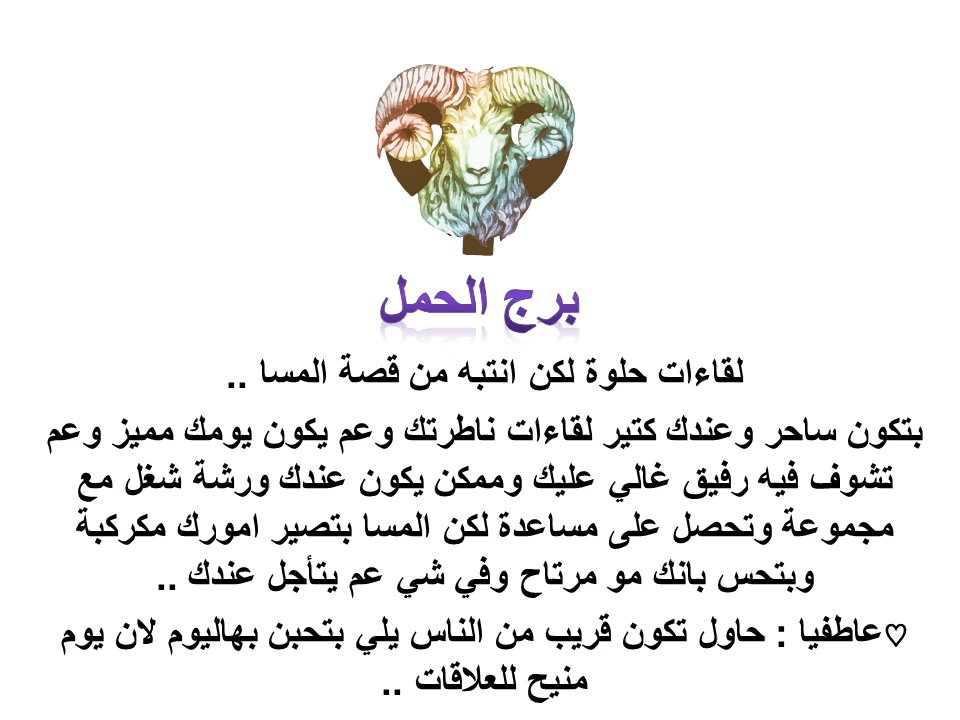 برج الحمل
لقاءات حلوة لكن انتبه من قصة المسا ..
بتكون ساحر وعندك كتير لقاءات ناطرتك وعم يكون يومك مميز وعم
تشوف فيه رفيق غالي عليك وممكن يكون عندك ورشة شغل مع
مجموعة وتحصل على مساعدة لكن المسا بتصير امورك مكركبة
وبتحس بانك مو مرتاح وفي شي عم يتأجل عندك ..
♡عاطفيا : حاول تكون قريب من الناس يلي بتحبن بهاليوم لان يوم
منيح للعلاقات ..